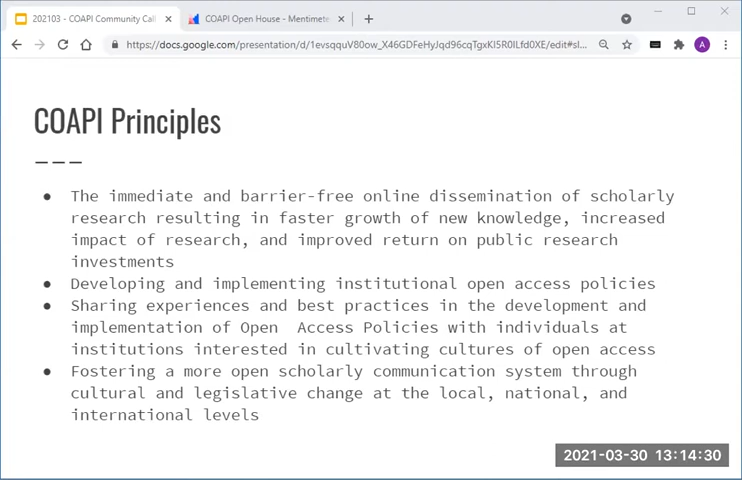 202103 - COAPI Community Call
COAPI Open House - Mentimete
https://docs.google.com/presentation/d/1evsqquV80ow_X46GDFeHyJqd96cqTgxKI5R0ILfd0XE/edit#sl...
A
COAPI Principles
The immediate and barrier-free online dissemination of scholarly
research resulting in faster growth of new knowledge, increased
impact of research, and improved return on public research
investments
Developing and implementing institutional open access policies
Sharing experiences and best practices in the development and
implementation of Open Access Policies with individuals at
institutions interested in cultivating cultures of open access
Fostering a more open scholarly communication system through
cultural and legislative change at the local, national, and
international levels
2021-03-30 13:14:30